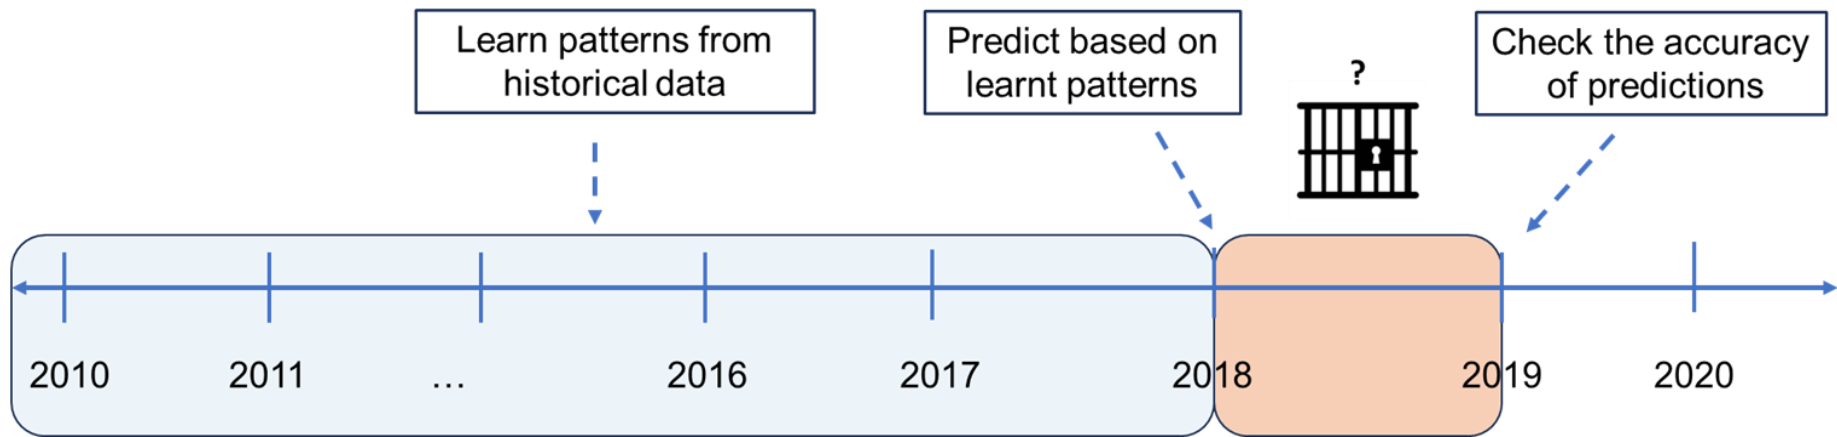 Learn patterns from
historical data
Predict based on
learnt patterns
?
Check the accuracy
of predictions
2010
2011
...
2016
2017
2018
2019
2020